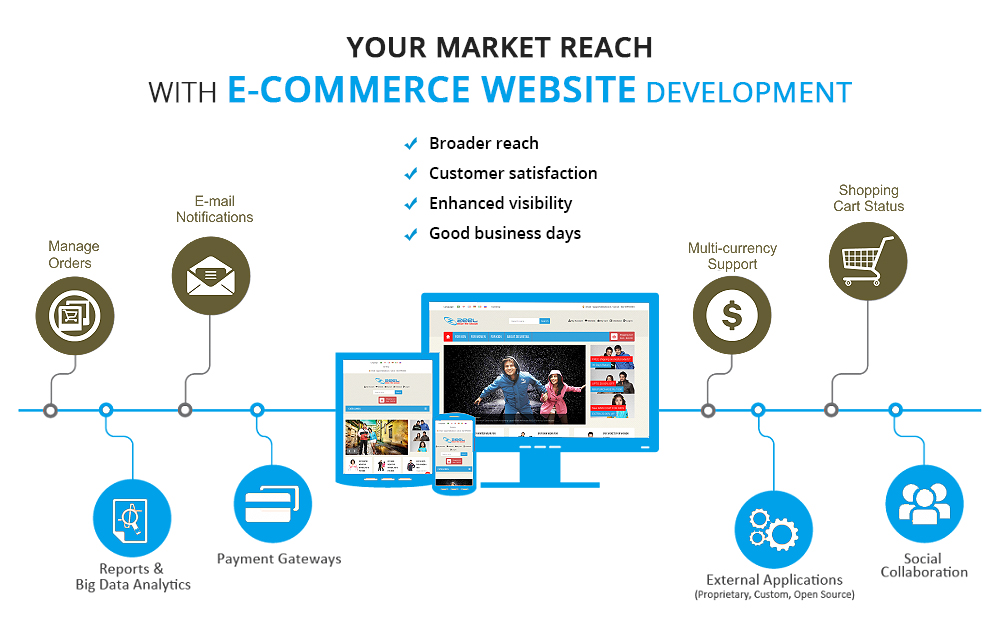 YOUR MARKET REACH
WITH E-COMMERCE WEBSITE DEVELOPMENT
Broader reach
Customer satisfaction
Enhanced visibility
Good business days
E-mail
Notifications
Manage
Orders
Shopping
Cart Status
Multi-currency
Support
$
Reports &
Big Data Analytics
Payment Gateways
External Applications
(Proprietary, Custom, Open Source)
Social
Collaboration